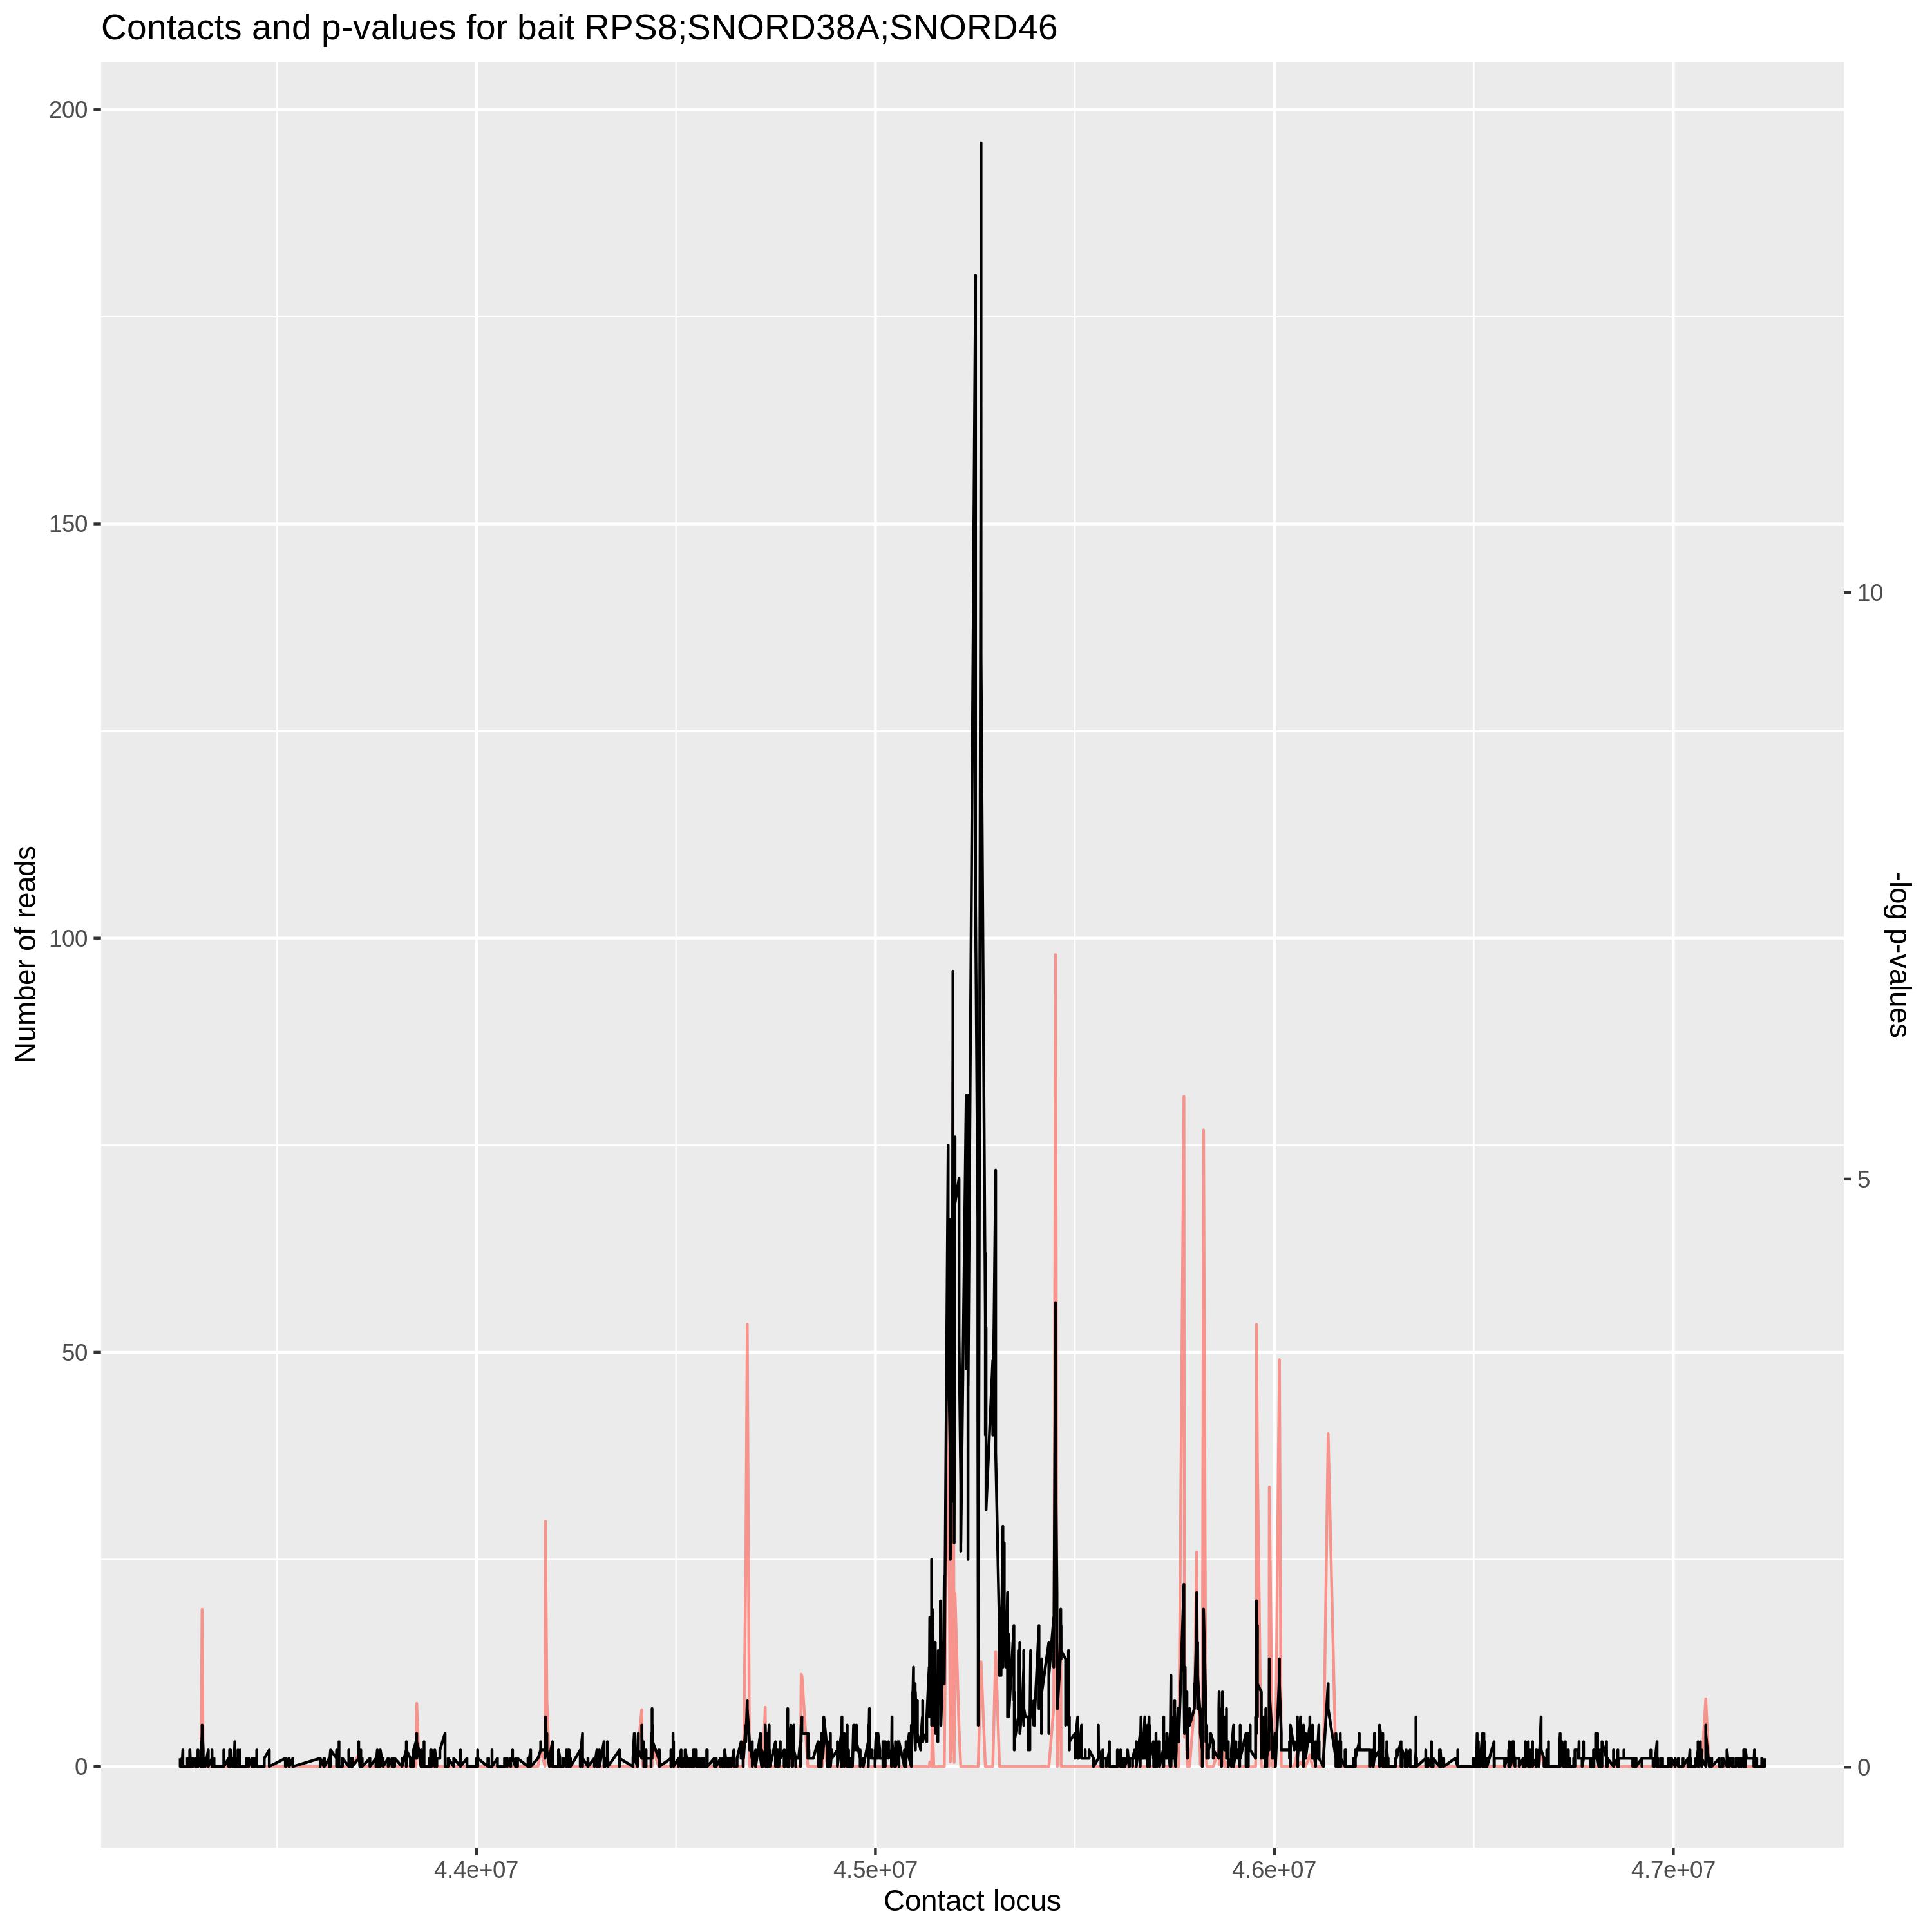 Contacts and p-values for bait RPS8;SNORD38A;SNORD46
200
150
100
50
0
Number of reads
10
5
0
-log p-values
4.4e+07
4.5e+07
4.6e+07
4.7e+07
Contact locus